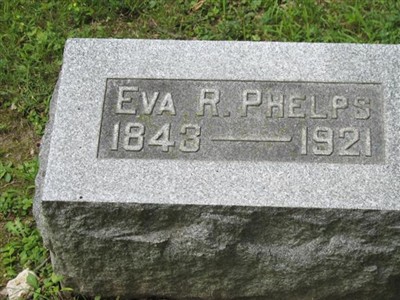 EVA R. PHELPS
1843 — 1921